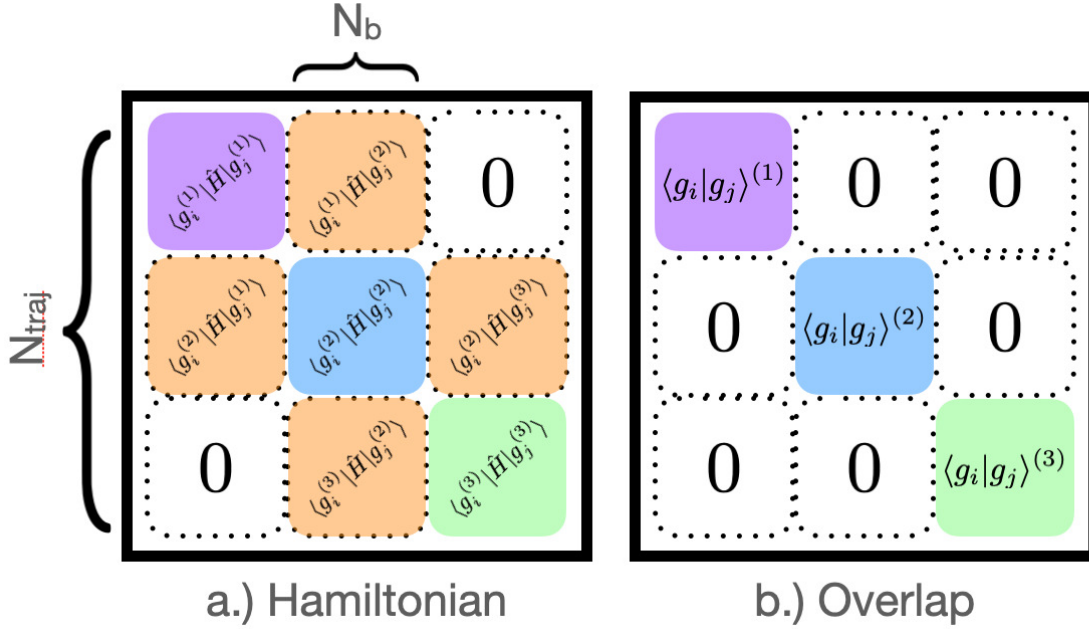 N_b
N_traj
⟨g_i^{(1)}|Ĥ|g_j^{(1)}⟩ ⟨g_i^{(1)}|Ĥ|g_j^{(2)}⟩ 0
⟨g_i^{(2)}|Ĥ|g_j^{(1)}⟩ ⟨g_i^{(2)}|Ĥ|g_j^{(2)}⟩ ⟨g_i^{(2)}|Ĥ|g_j^{(3)}⟩
0 ⟨g_i^{(3)}|Ĥ|g_j^{(2)}⟩ ⟨g_i^{(3)}|Ĥ|g_j^{(3)}⟩
a.) Hamiltonian
⟨g_i|g_j⟩^{(1)} 0 0
0 ⟨g_i|g_j⟩^{(2)} 0
0 0 ⟨g_i|g_j⟩^{(3)}
b.) Overlap